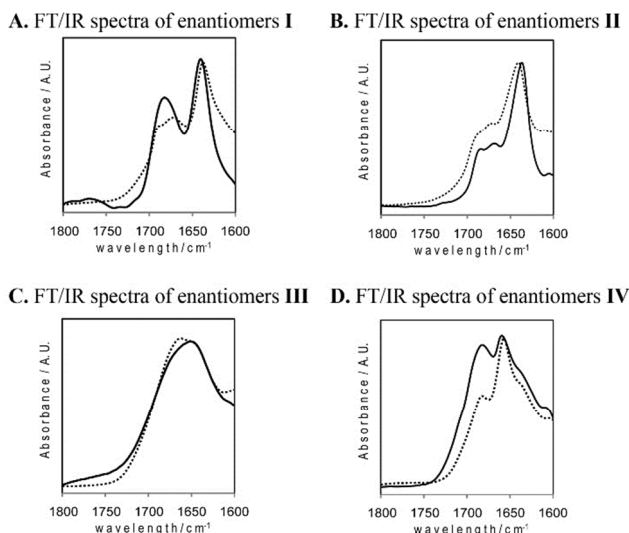 A. FT/IR spectra of enantiomers I
B. FT/IR spectra of enantiomers II
Absorbance / A.U.
1800 1750 1700 1650 1600
wavelength/cm-1
Absorbance / A.U.
1800 1750 1700 1650 1600
wavelength/cm-1
C. FT/IR spectra of enantiomers III
D. FT/IR spectra of enantiomers IV
Absorbance / A.U.
1800 1750 1700 1650 1600
wavelength/cm-1
Absorbance / A.U.
1800 1750 1700 1650 1600
wavelength/cm-1